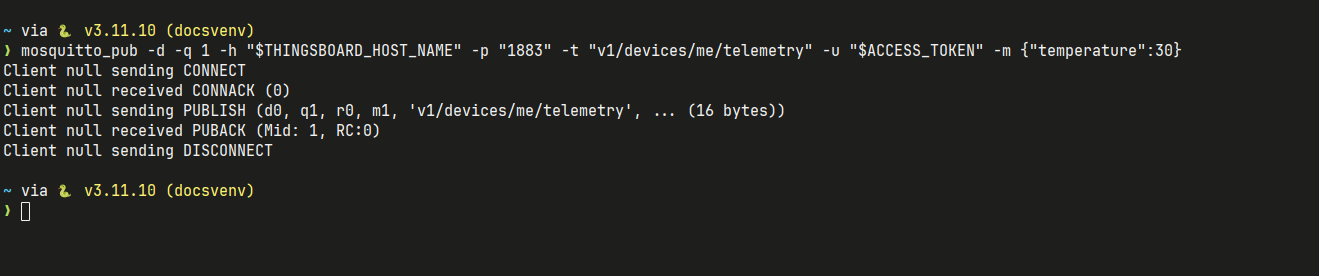 ~ via 🐍 v3.11.10 (docsvenv)
❯ mosquitto_pub -d -q 1 -h "$THINGSBOARD_HOST_NAME" -p "1883" -t "v1/devices/me/telemetry" -u "$ACCESS_TOKEN" -m {"temperature":30}
Client null sending CONNECT
Client null received CONNACK (0)
Client null sending PUBLISH (d0, q1, r0, m1, 'v1/devices/me/telemetry', ... (16 bytes))
Client null received PUBACK (Mid: 1, RC:0)
Client null sending DISCONNECT
~ via 🐍 v3.11.10 (docsvenv)
❯